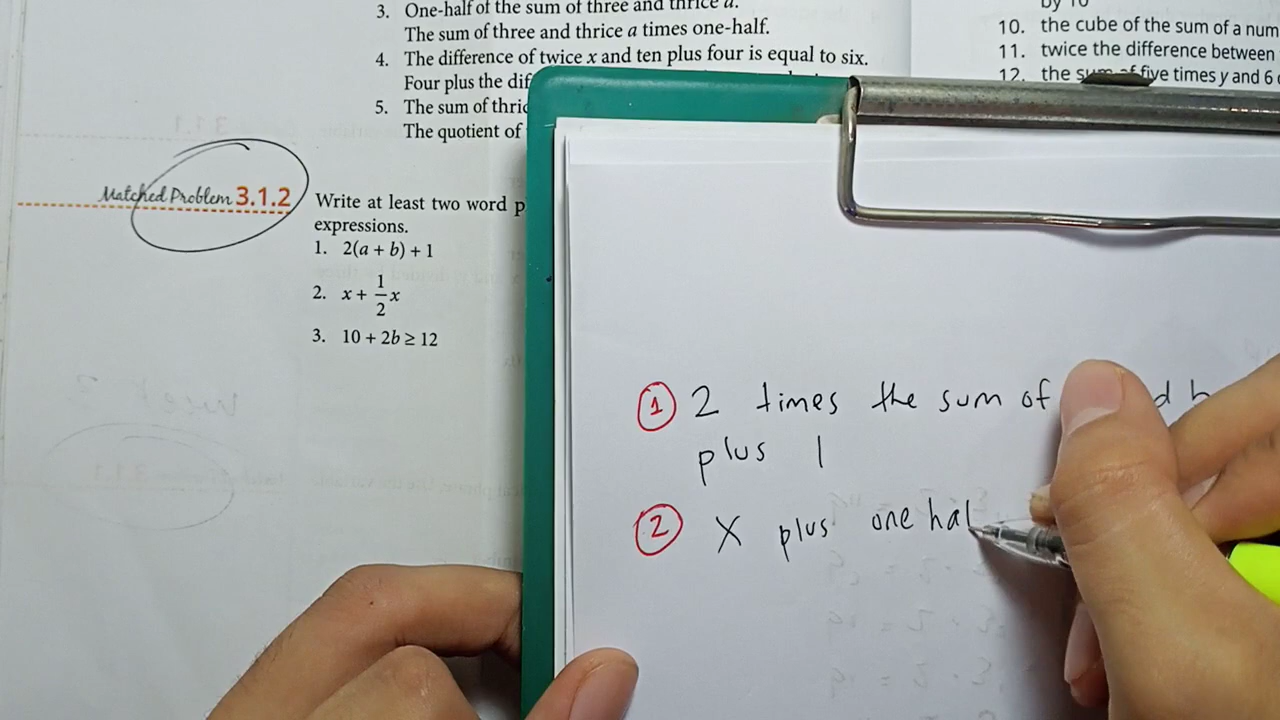 3. One-half of the sum of three and thrice a.
The sum of three and thrice a times one-half.
4. The difference of twice x and ten plus four is equal to six.
Four plus the
5. The sum of
The quotient of
Matched Problem 3.1.2
Write at least two word
expressions.
1. 2(a + b) + 1
2. x + 1/2 x
3. 10 + 2b ≥ 12
by 10
10. the cube of the sum of a
11. twice the difference between
12. the sum of five times y and 6
① 2 times the sum of
plus 1
② x plus one